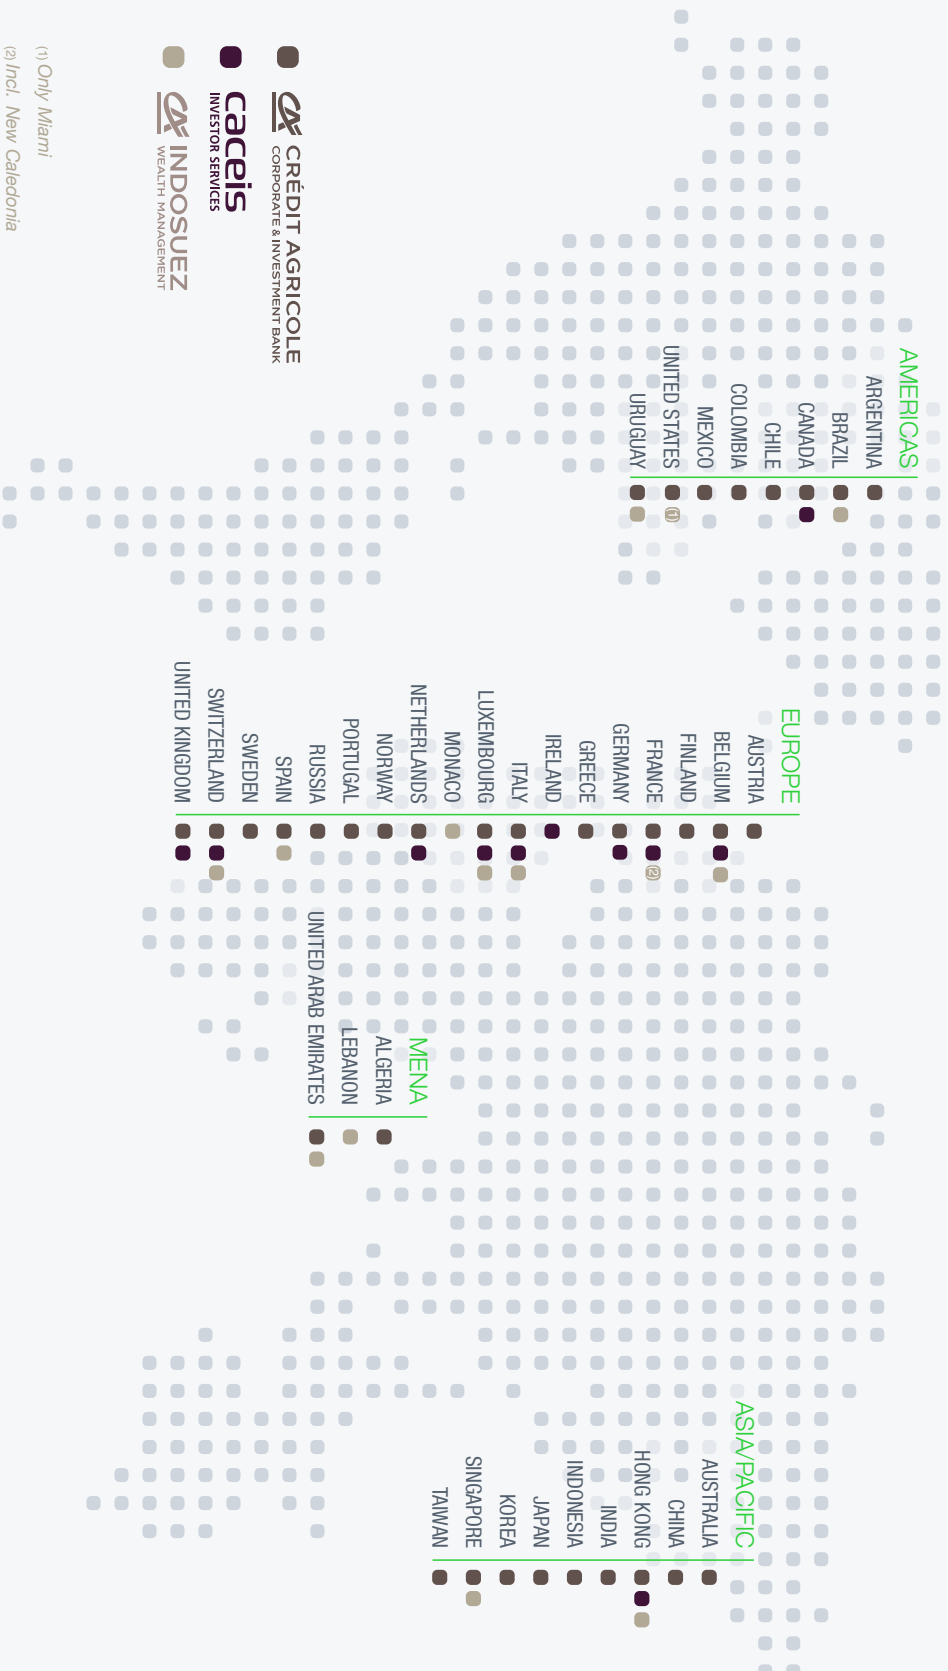 AMERICAS
ARGENTINA
BRAZIL
CANADA
CHILE
COLOMBIA
MEXICO
UNITED STATES (1)
URUGUAY
EUROPE
AUSTRIA
BELGIUM
FINLAND
FRANCE (2)
GERMANY
GREECE
IRELAND
ITALY
LUXEMBOURG
MONACO
NETHERLANDS
NORWAY
PORTUGAL
RUSSIA
SPAIN
SWEDEN
SWITZERLAND
UNITED KINGDOM
MENA
ALGERIA
LEBANON
UNITED ARAB EMIRATES
ASIA/PACIFIC
AUSTRALIA
CHINA
HONG KONG
INDIA
INDONESIA
JAPAN
KOREA
SINGAPORE
TAIWAN
CA CRÉDIT AGRICOLE
CORPORATE & INVESTMENT BANK
caceis
INVESTOR SERVICES
CA INDOSUEZ
WEALTH MANAGEMENT
(1) Only Miami
(2) Incl. New Caledonia